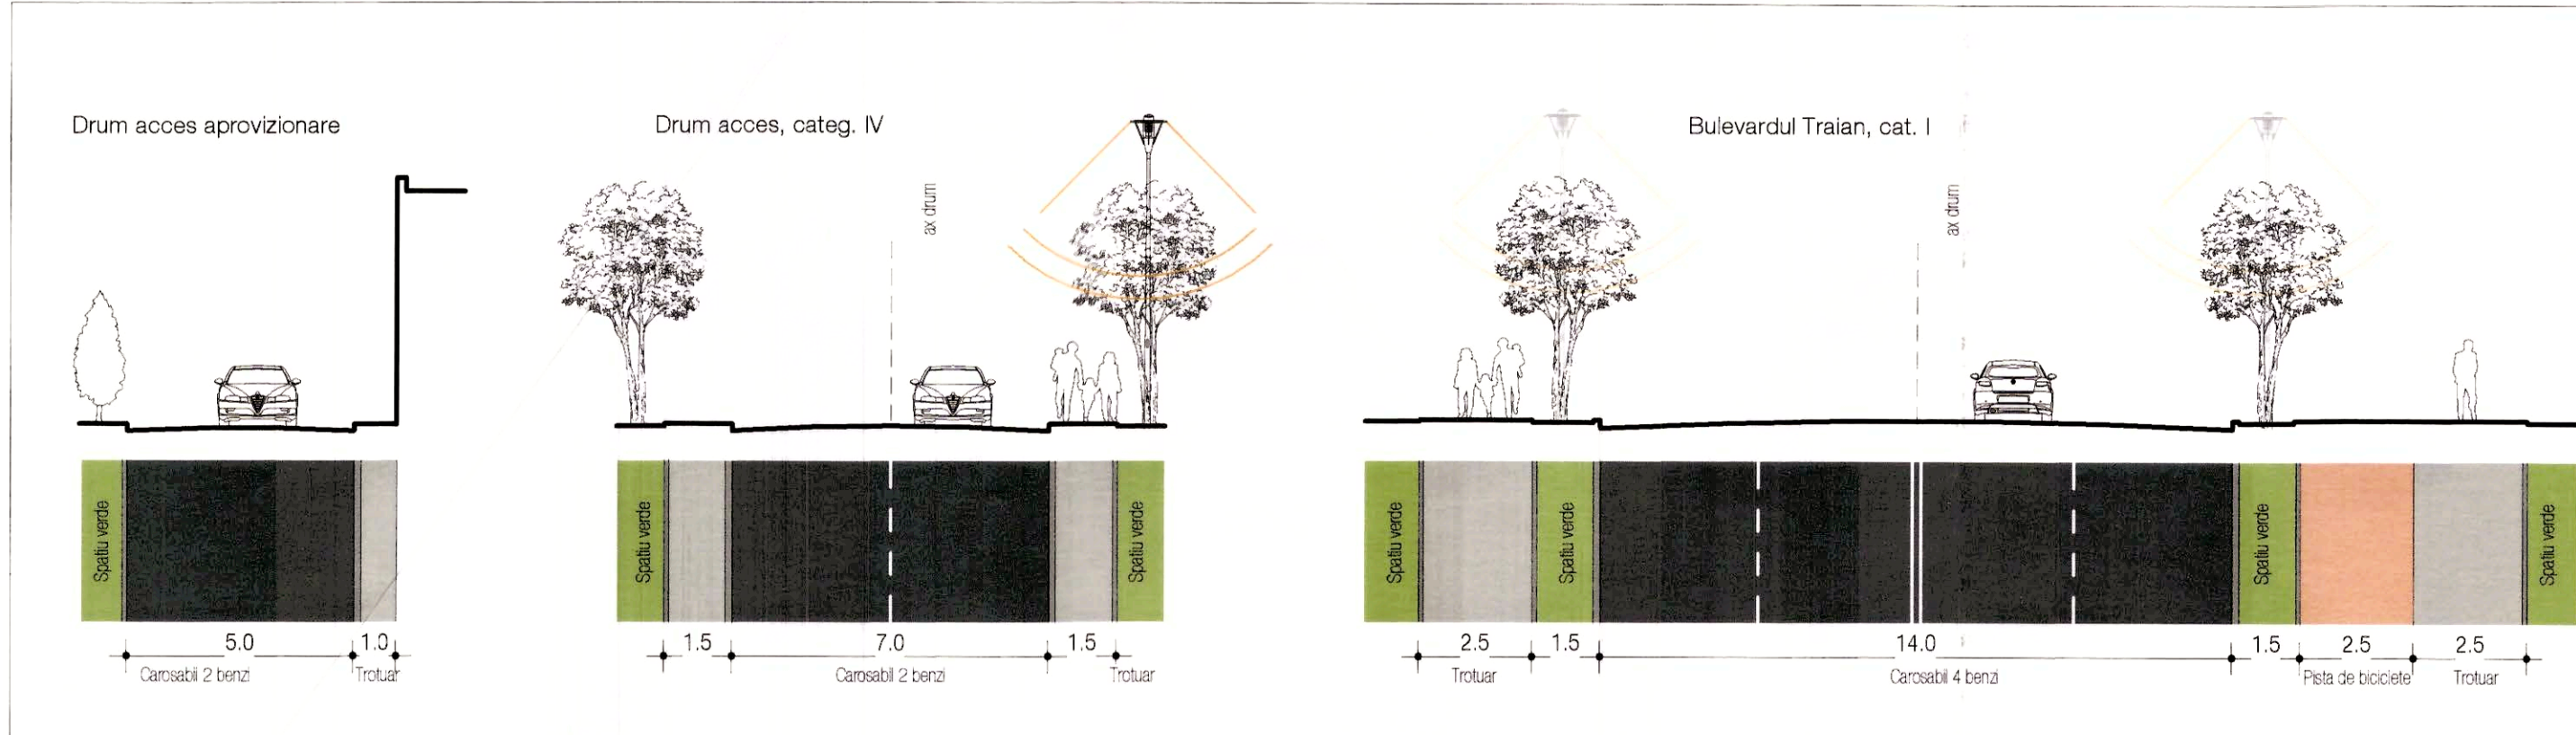 Drum acces aprovizionare
Spatiu verde
5.0
1.0
Carosabil 2 benzi
Trotuar
Drum acces, categ. IV
ax drum
Spatiu verde
Spatiu verde
1.5
7.0
1.5
Carosabil 2 benzi
Trotuar
Bulevardul Traian, cat. I
ax drum
Spatiu verde
Spatiu verde
Spatiu verde
Spatiu verde
2.5
1.5
14.0
1.5
2.5
2.5
Trotuar
Carosabil 4 benzi
Pista de biciclete
Trotuar